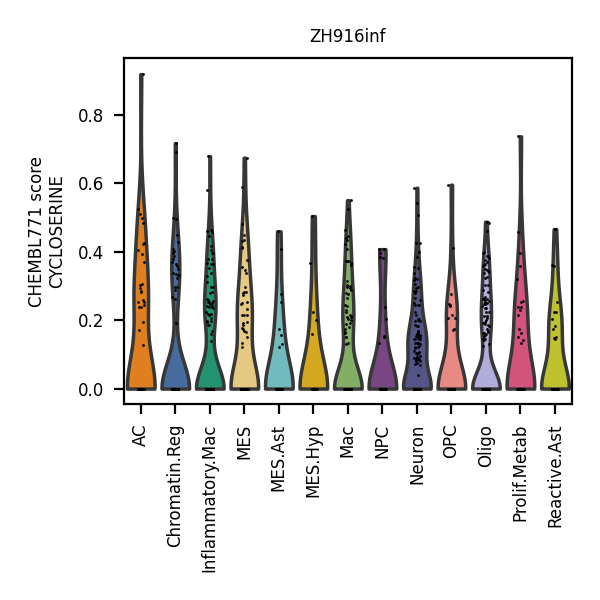 ZH916inf
CHEMBL771 score
CYCLOSERINE
0.8
0.6
0.4
0.2
0.0
AC
Chromatin.Reg
Inflammatory.Mac
MES
MES.Ast
MES.Hyp
Mac
NPC
Neuron
OPC
Oligo
Prolif.Metab
Reactive.Ast